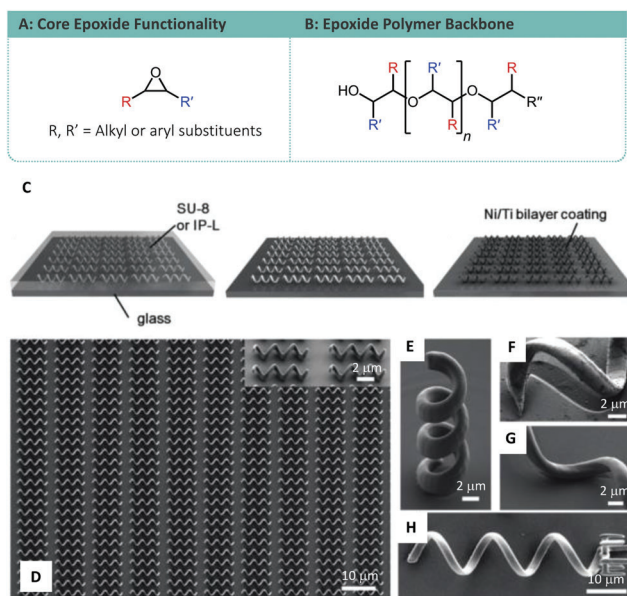 A: Core Epoxide Functionality
O
R
R′
R, R′ = Alkyl or aryl substituents
B: Epoxide Polymer Backbone
R
R′
R
HO
O
O
R″
R′
R
n
R′
C
SU-8
or IP-L
glass
Ni/Ti bilayer coating
2 μm
D
10 μm
E
2 μm
F
2 μm
G
2 μm
H
10 μm